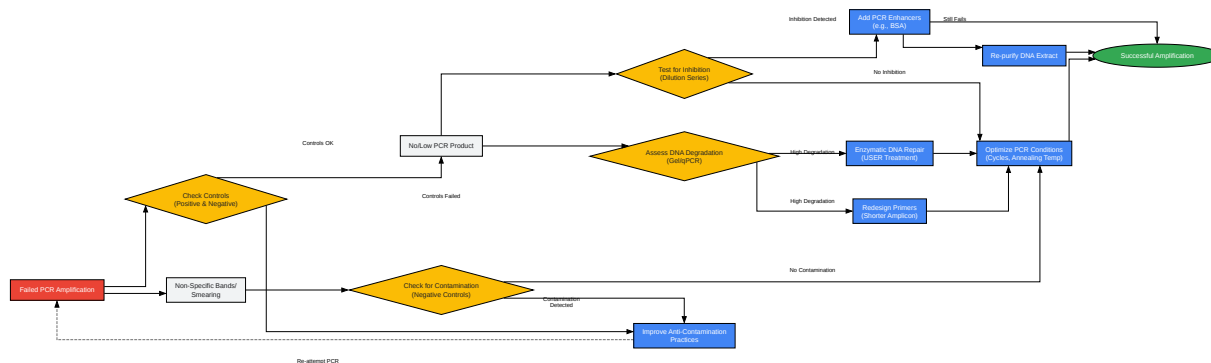 Inhibition Detected
Add PCR Enhancers
(e.g., BSA)
Still Fails
Re-purify DNA Extract
Successful Amplification
Test for Inhibition
(Dilution Series)
No Inhibition
Controls OK
No/Low PCR Product
Assess DNA Degradation
(Gel/qPCR)
High Degradation
Enzymatic DNA Repair
(USER Treatment)
Optimize PCR Conditions
(Cycles, Annealing Temp)
Check Controls
(Positive & Negative)
Controls Failed
High Degradation
Redesign Primers
(Shorter Amplicon)
Failed PCR Amplification
Non-Specific Bands/
Smearing
Check for Contamination
(Negative Controls)
No Contamination
Contamination
Detected
Improve Anti-Contamination
Practices
Re-attempt PCR